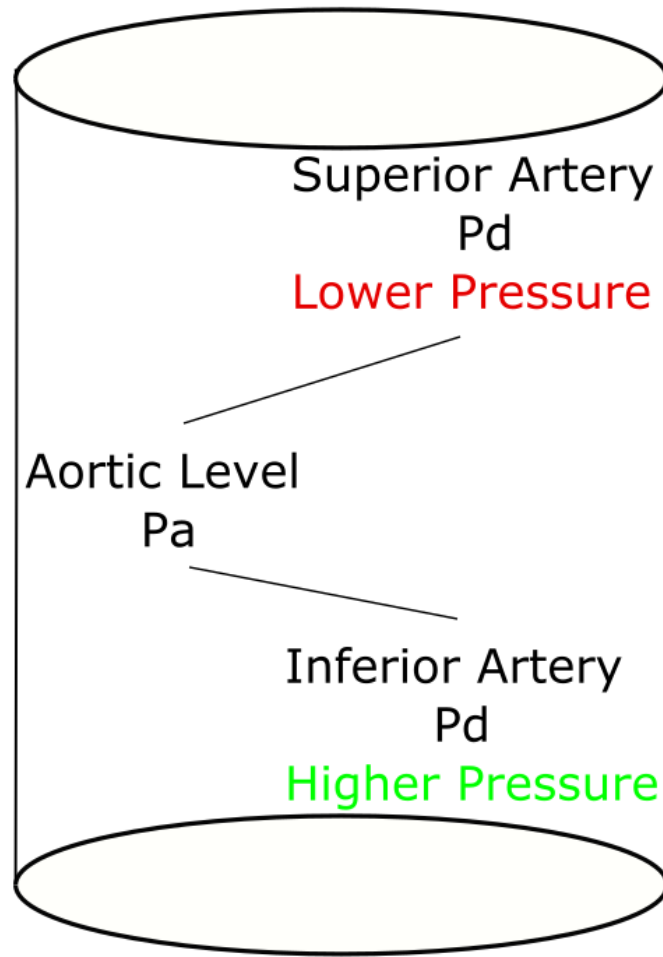 Superior Artery
Pd
Lower Pressure
Aortic Level
Pa
Inferior Artery
Pd
Higher Pressure